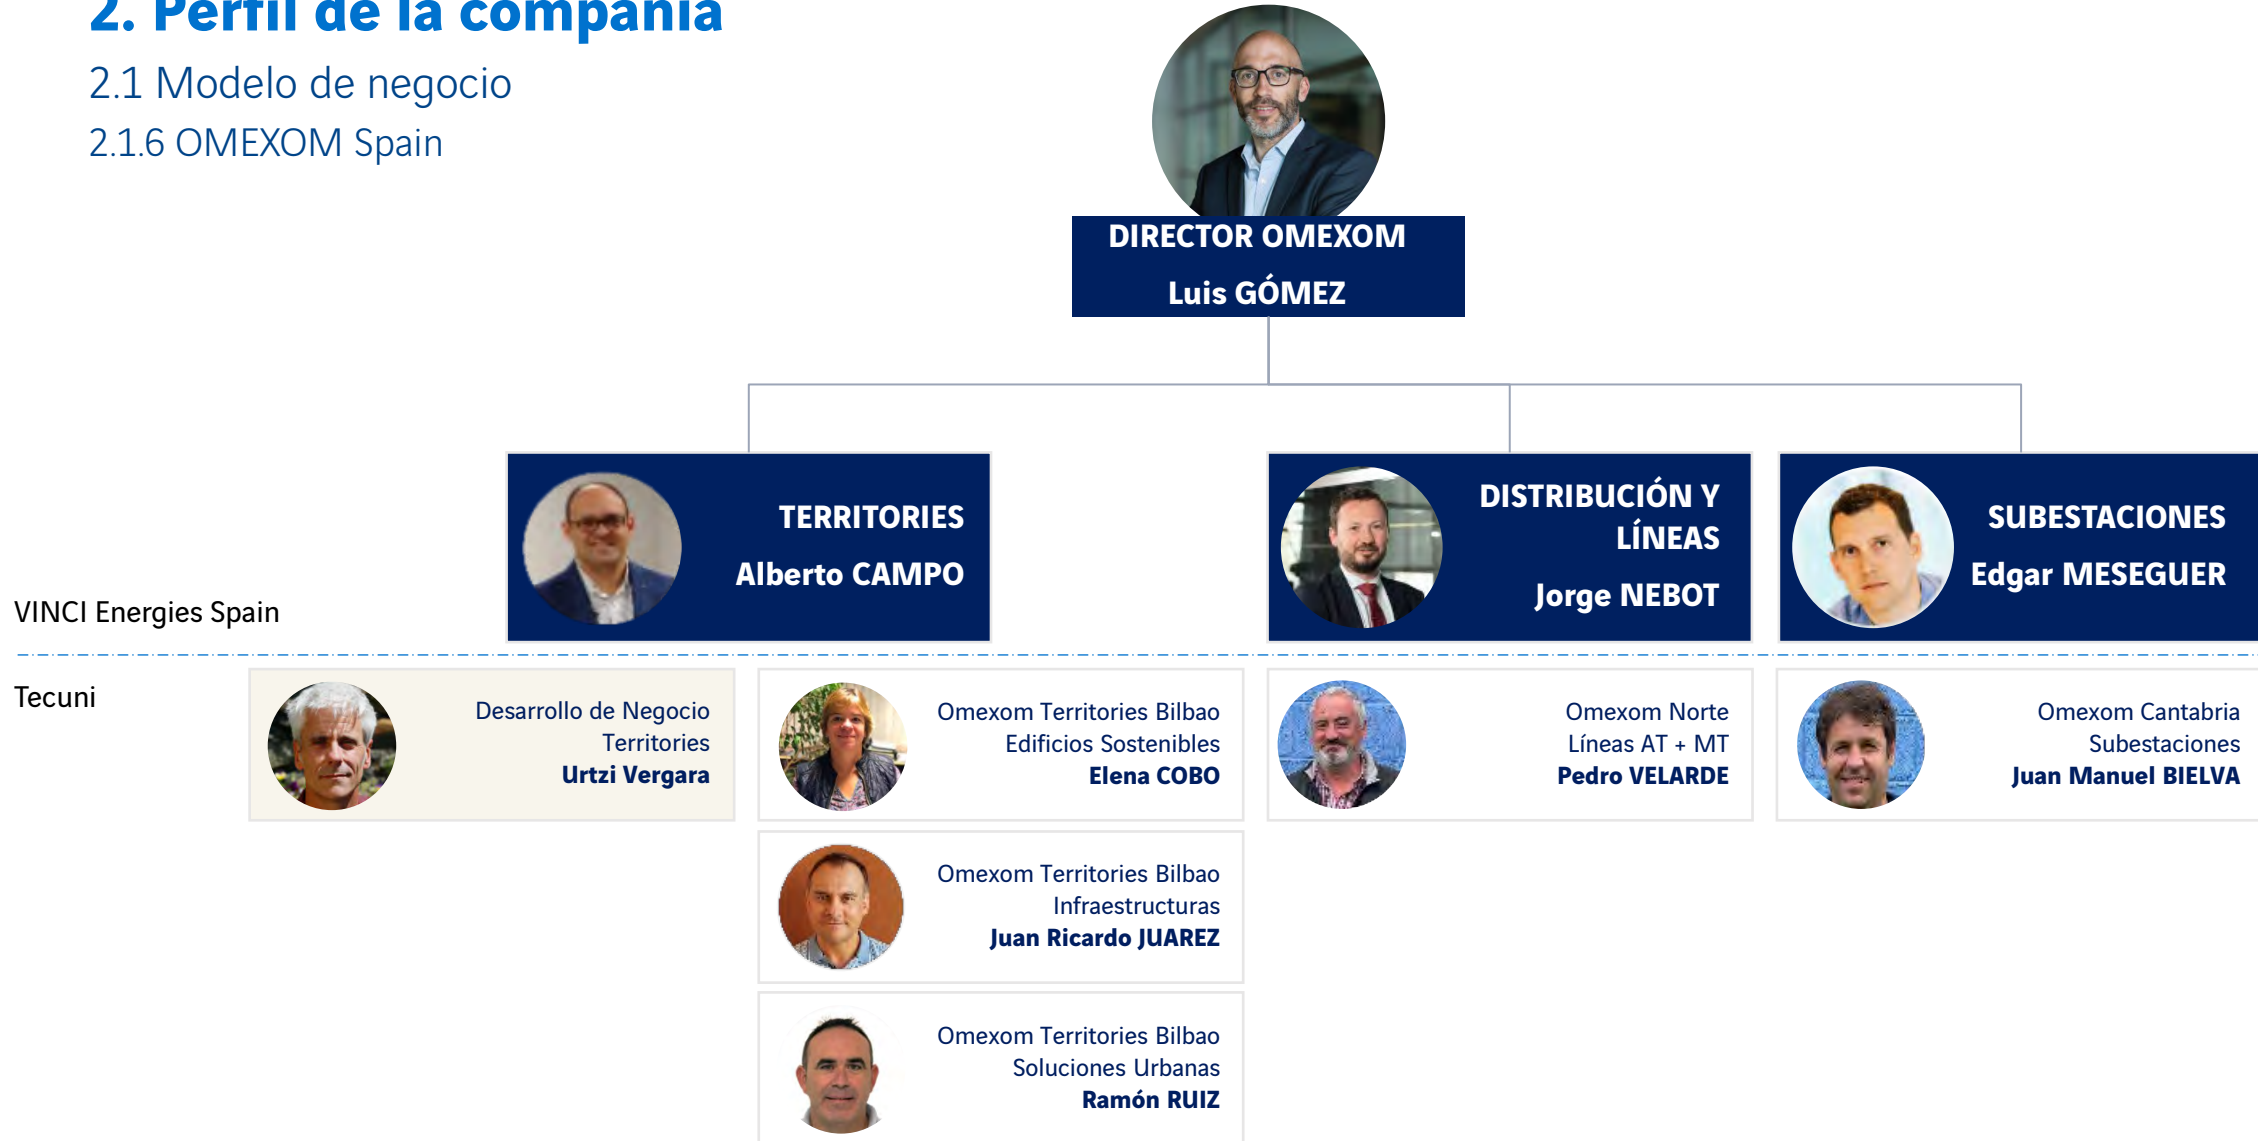 2. Perfil de la compañía
2.1 Modelo de negocio
2.1.6 OMEXOM Spain
DIRECTOR OMEXOM
Luis GÓMEZ
TERRITORIES
Alberto CAMPO
DISTRIBUCIÓN Y
LÍNEAS
Jorge NEBOT
SUBESTACIONES
Edgar MESEGUER
VINCI Energies Spain
Tecuni
Desarrollo de Negocio
Territories
Urtzi Vergara
Omexom Territories Bilbao
Edificios Sostenibles
Elena COBO
Omexom Norte
Líneas AT + MT
Pedro VELARDE
Omexom Cantabria
Subestaciones
Juan Manuel BIELVA
Omexom Territories Bilbao
Infraestructuras
Juan Ricardo JUAREZ
Omexom Territories Bilbao
Soluciones Urbanas
Ramón RUIZ